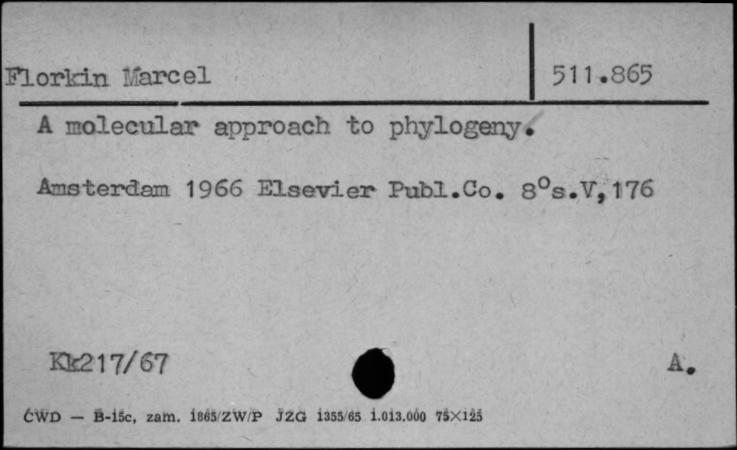 Florkin Marcel 511.865
A molecular approach to phylogeny.
Amsterdam 1966 Elsevier Publ.Co. 8°s.V,176
Kk217/67 A.
ĆWD — B-15c, zam. 1865/ZW/P JZG 1355/65 1.013.000 75×125